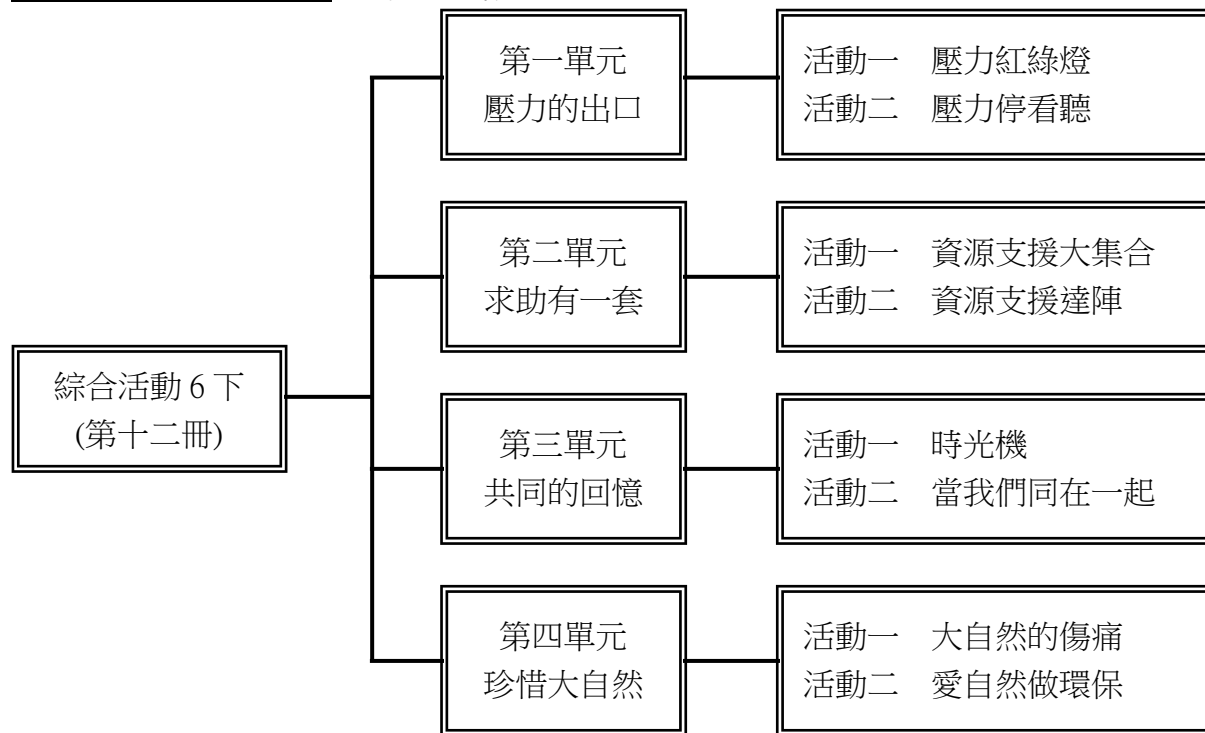 綜合活動 6 下
(第十二冊)
第一單元
壓力的出口
活動一　壓力紅綠燈
活動二　壓力停看聽
第二單元
求助有一套
活動一　資源支援大集合
活動二　資源支援達陣
第三單元
共同的回憶
活動一　時光機
活動二　當我們同在一起
第四單元
珍惜大自然
活動一　大自然的傷痛
活動二　愛自然做環保